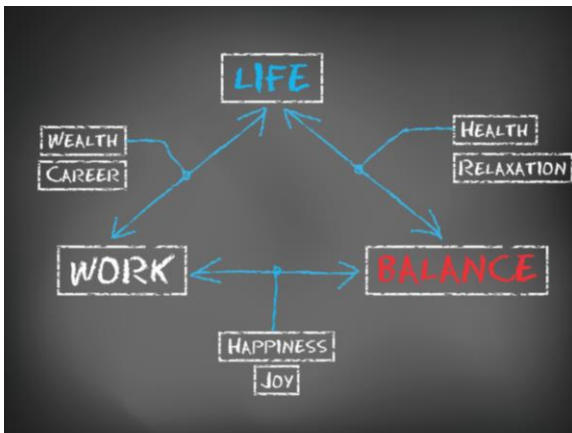 LIFE
WEALTH
CAREER
HEALTH
RELAXATION
WORK
BALANCE
HAPPINESS
JOY